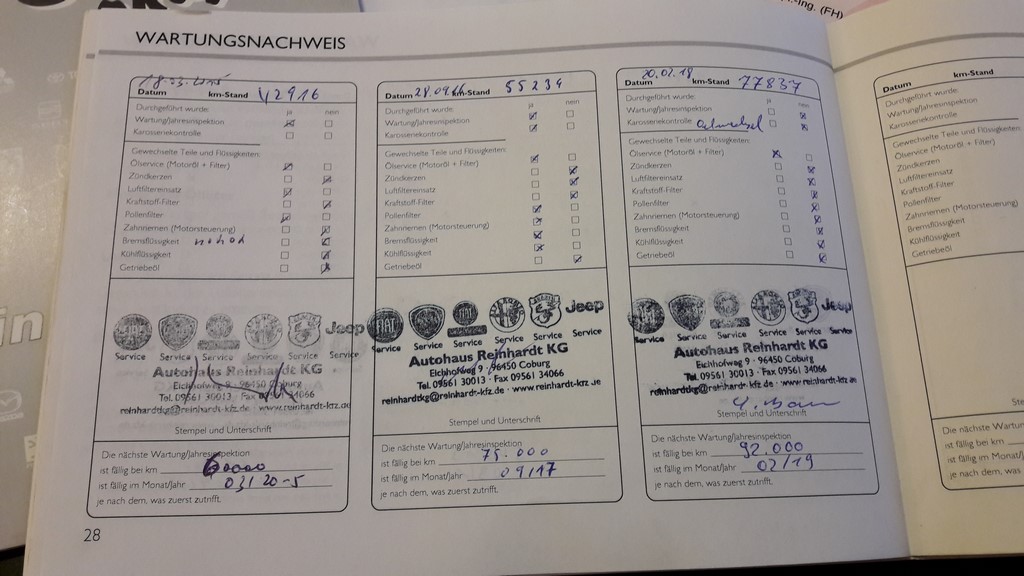 ing. (FH)
WARTUNGSNACHWEIS
18.03.2015
Datum km-Stand 42916
Durchgeführt wurde:
ja nein
Wartung/Jahresinspektion
Karosseriekontrolle
Gewechselte Teile und Flüssigkeiten:
Ölservice (Motoröl + Filter)
Zündkerzen
Luftfiltereinsatz
Kraftstoff-Filter
Pollenfilter
Zahnriemen (Motorsteuerung)
Bremsflüssigkeit
Kühlflüssigkeit
Getriebeöl
Jeep
Service Service Service Service Service Service
Autohaus Reinhardt KG
Eichhofweg 9 · 96450 Coburg
Tel. 09561 30013 · Fax 09561 34066
reinhardtkg@reinhardt-kfz.de · www.reinhardt-kfz.de
Stempel und Unterschrift
Die nächste Wartung/Jahresinspektion
ist fällig bei km 60000
ist fällig im Monat/Jahr
je nach dem, was zuerst zutrifft.
28
Datum km-Stand 55234
Durchgeführt wurde:
ja nein
Wartung/Jahresinspektion
Karosseriekontrolle
Gewechselte Teile und Flüssigkeiten:
Ölservice (Motoröl + Filter)
Zündkerzen
Luftfiltereinsatz
Kraftstoff-Filter
Pollenfilter
Zahnriemen (Motorsteuerung)
Bremsflüssigkeit
Kühlflüssigkeit
Getriebeöl
FIAT Jeep
Service Service Service Service Service Service
Autohaus Reinhardt KG
Eichhofweg 9 · 96450 Coburg
Tel. 09561 30013 · Fax 09561 34066
reinhardtkg@reinhardt-kfz.de · www.reinhardt-kfz.de
Stempel und Unterschrift
Die nächste Wartung/Jahresinspektion
ist fällig bei km 75.000
ist fällig im Monat/Jahr 09/17
je nach dem, was zuerst zutrifft.
20.02.18
Datum km-Stand 77837
Durchgeführt wurde:
ja nein
Wartung/Jahresinspektion
Karosseriekontrolle Ölwechsel
Gewechselte Teile und Flüssigkeiten:
Ölservice (Motoröl + Filter)
Zündkerzen
Luftfiltereinsatz
Kraftstoff-Filter
Pollenfilter
Zahnriemen (Motorsteuerung)
Bremsflüssigkeit
Kühlflüssigkeit
Getriebeöl
Jeep
Service Service Service Service Service Service
Autohaus Reinhardt KG
Eichhofweg 9 · 96450 Coburg
Tel. 09561 30013 · Fax 09561 34066
reinhardtkg@reinhardt-kfz.de · www.reinhardt-kfz.de
Stempel und Unterschrift
Die nächste Wartung/Jahresinspektion
ist fällig bei km 92.000
ist fällig im Monat/Jahr 02/19
je nach dem, was zuerst zutrifft.
Datum km-Stand
Durchgeführt wurde:
Wartung/Jahresinspektion
Karosseriekontrolle
Gewechselte Teile und Flüssigkeiten:
Ölservice (Motoröl + Filter)
Zündkerzen
Luftfiltereinsatz
Kraftstoff-Filter
Pollenfilter
Zahnriemen (Motorsteuerung)
Bremsflüssigkeit
Kühlflüssigkeit
Getriebeöl
Die nächste Wartung/Jahresinspektion
ist fällig bei km
ist fällig im Monat/Jahr
je nach dem, was